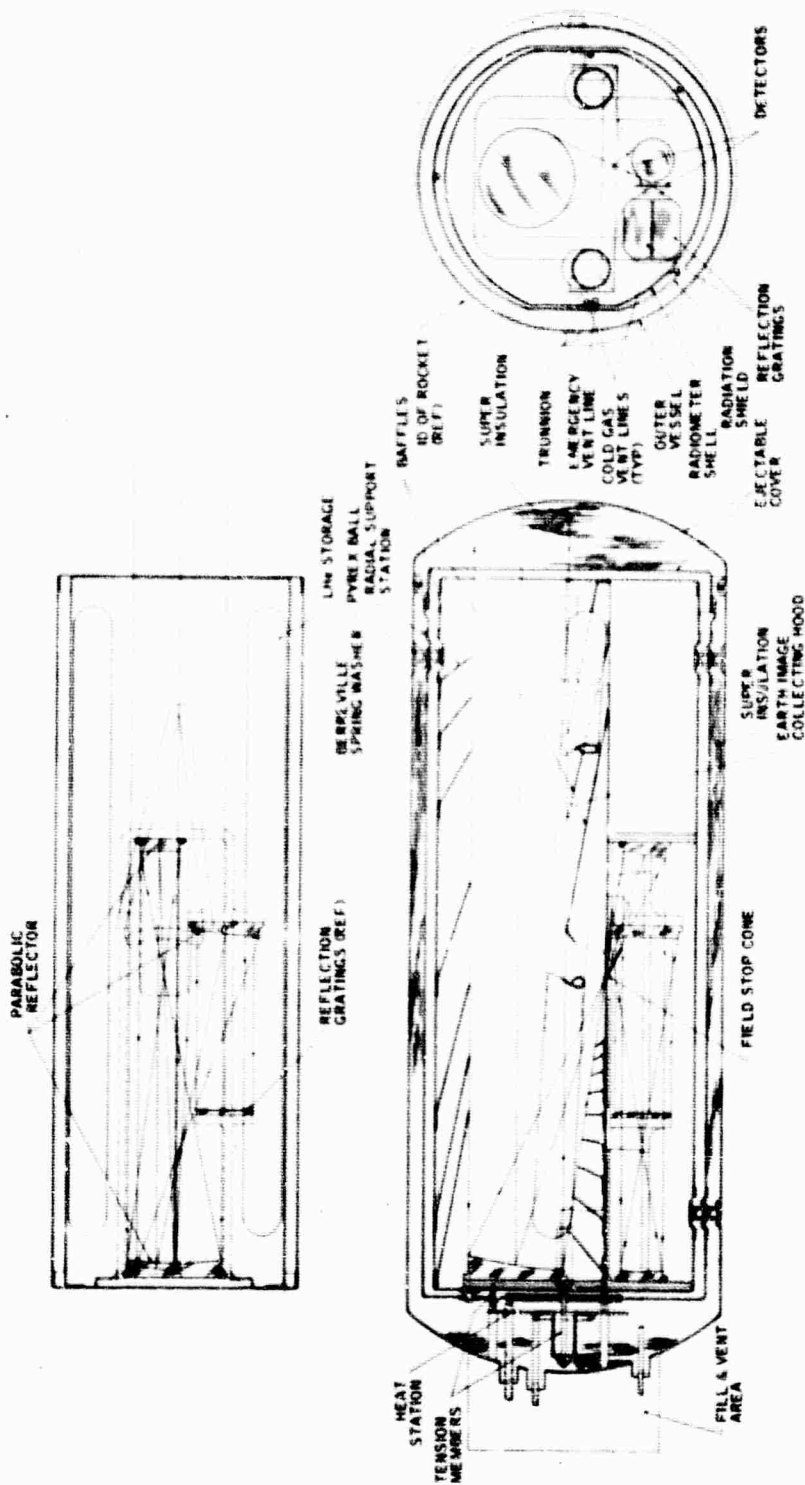 PARABOLIC
REFLECTOR
REFLECTION
GRATINGS (REF)
BERREVILLE
SPRING WASHER
LHe STORAGE
PYREX BALL
RADIAL SUPPORT
STATION
BAFFLES
ID OF ROCKET
(REF)
SUPER
INSULATION
TRUNNION
EMERGENCY
VENT LINE
COLD GAS
VENT LINES
(TYP)
OUTER
VESSEL
RADIOMETER
SHELL
RADIATION
SHIELD
EJECTABLE
COVER
REFLECTION
GRATINGS
DETECTORS
HEAT
STATION
TENSION
MEMBERS
FILL & VENT
AREA
FIELD STOP CONE
SUPER
INSULATION
EARTH IMAGE
COLLECTING HOOD